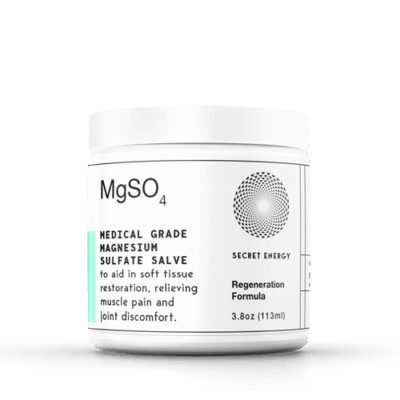 MgSO4
MEDICAL GRADE
MAGNESIUM
SULFATE SALVE
to aid in soft tissue
restoration, relieving
muscle pain and
joint discomfort.
SECRET ENERGY
Regeneration
Formula
3.8oz (113ml)